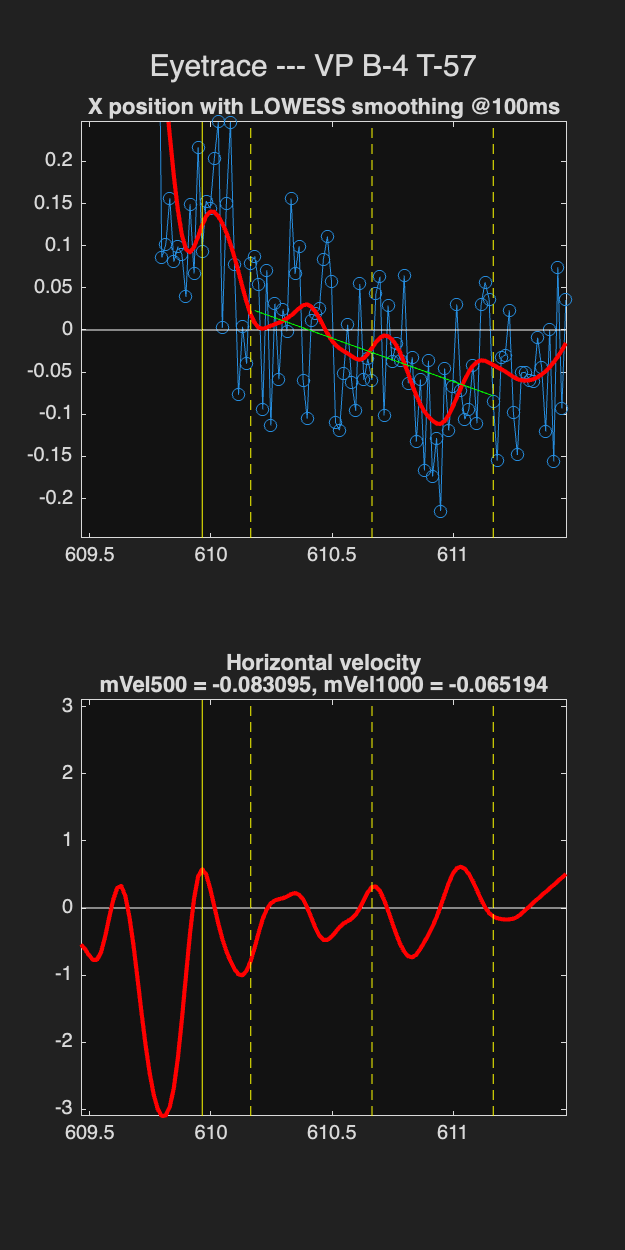 Eyetrace --- VP B-4 T-57
X position with LOWESS smoothing @100ms
0.2
0.15
0.1
0.05
0
-0.05
-0.1
-0.15
-0.2
609.5 610 610.5 611
Horizontal velocity
mVel500 = -0.083095, mVel1000 = -0.065194
3
2
1
0
-1
-2
-3
609.5 610 610.5 611